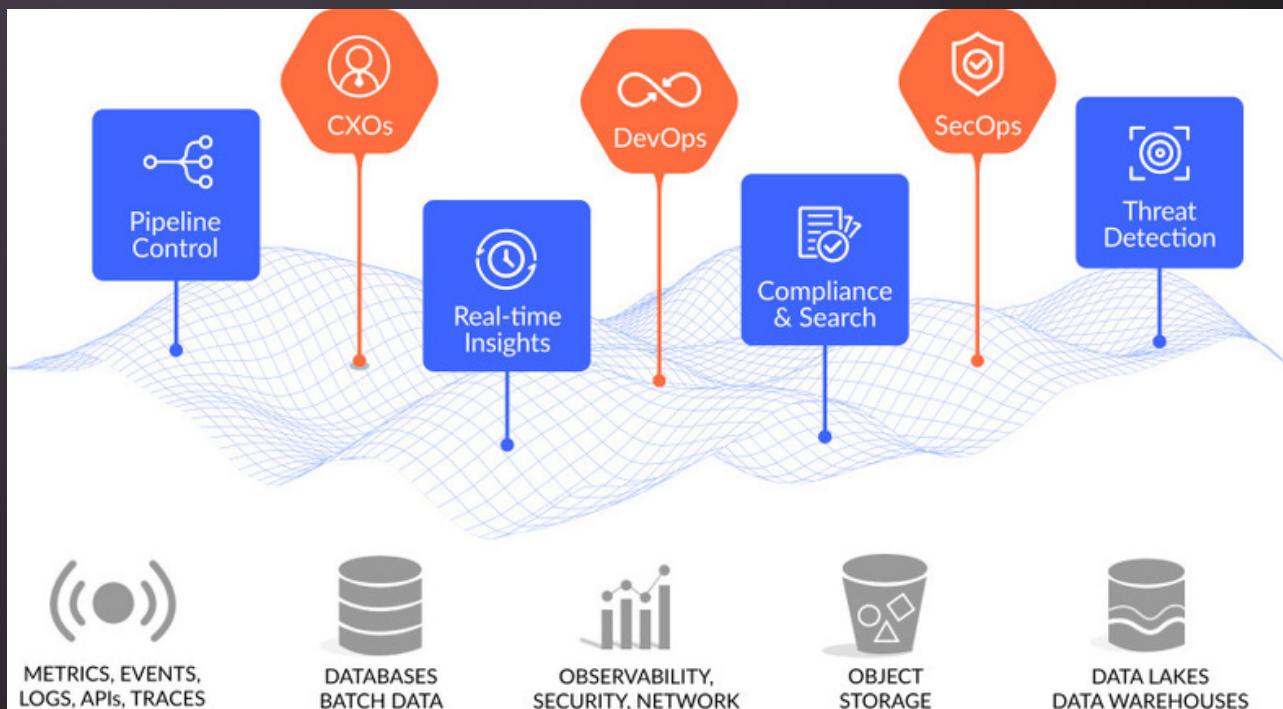 CXOs
DevOps
SecOps
Pipeline
Control
Real-time
Insights
Compliance
& Search
Threat
Detection
METRICS, EVENTS,
LOGS, APIs, TRACES
DATABASES
BATCH DATA
OBSERVABILITY,
SECURITY, NETWORK
OBJECT
STORAGE
DATA LAKES
DATA WAREHOUSES